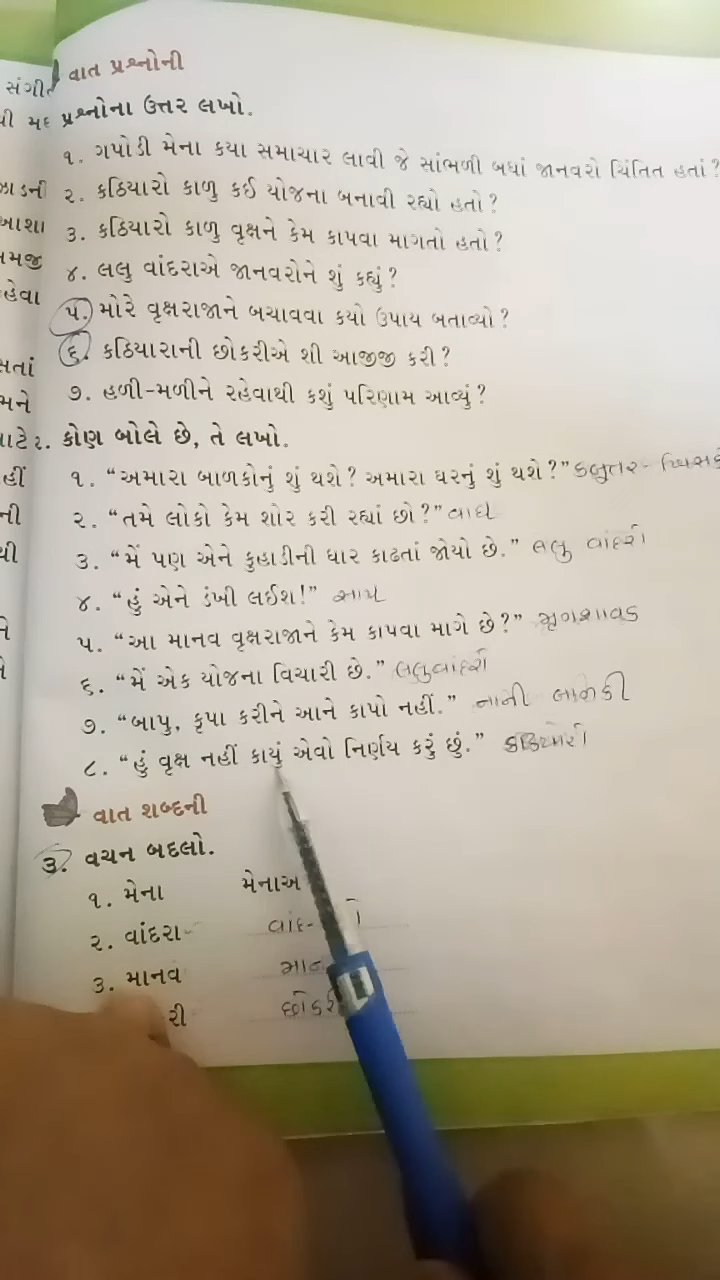 વાત પ્રશ્નોની
સંગીત
પ્રશ્નોના ઉત્તર લખો.
૧. ગપોડી મેના કયા સમાચાર લાવી જે સાંભળી બધાં જાનવરો ચિંતિત હતાં?
૨. કઠિયારો કાળુ કઈ યોજના બનાવી રહ્યો હતો?
૩. કઠિયારો કાળુ વૃક્ષને કેમ કાપવા માગતો હતો?
૪. લલુ વાંદરાએ જાનવરોને શું કહ્યું?
૫. મોરે વૃક્ષરાજાને બચાવવા કયો ઉપાય બતાવ્યો?
૬. કઠિયારાની છોકરીએ શી આજીજી કરી?
૭. હળી-મળીને રહેવાથી કશું પરિણામ આવ્યું?
૨. કોણ બોલે છે, તે લખો.
૧. “અમારા બાળકોનું શું થશે? અમારા ઘરનું શું થશે?” કબુતર -
૨. “તમે લોકો કેમ શોર કરી રહ્યાં છો?” વાઘ
૩. “મેં પણ એને કુહાડીની ધાર કાઢતાં જોયો છે.” લલુ વાંદરો
૪. “હું એને ડંખી લઈશ!” સાપ
૫. “આ માનવ વૃક્ષરાજાને કેમ કાપવા માગે છે?” મૃગશાવક
૬. “મેં એક યોજના વિચારી છે.” લલુવાંદરો
૭. “બાપુ, કૃપા કરીને આને કાપો નહીં.” નાની બાળકી
૮. “હું વૃક્ષ નહીં કાપું એવો નિર્ણય કરું છું.” કઠિયારો
વાત શબ્દની
૩. વચન બદલો.
૧. મેના મેનાઅ
૨. વાંદરા
૩. માનવ
રી